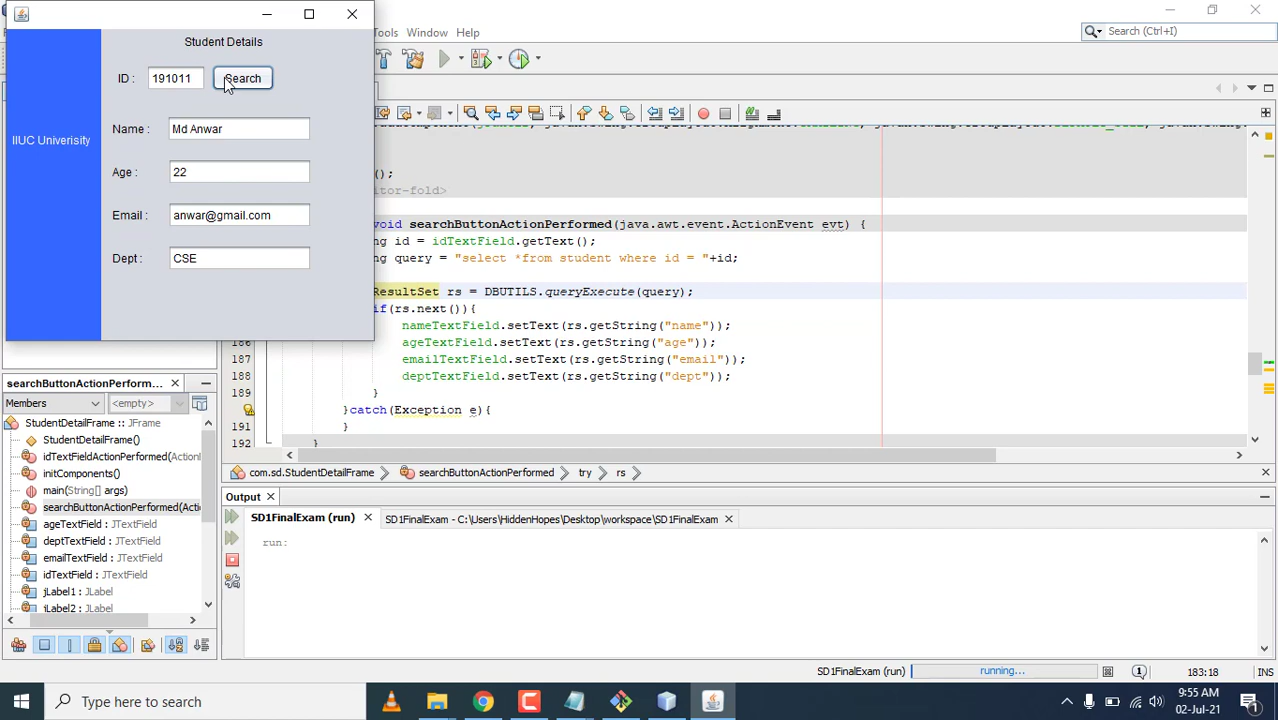 Student Details
ID :
191011
Search
IIUC Univerisity
Name :
Md Anwar
Age :
22
Email :
anwar@gmail.com
Dept :
CSE
Tools
Window
Help
Search (Ctrl+I)
();
itor-fold>
void searchButtonActionPerformed(java.awt.event.ActionEvent evt) {
ng id = idTextField.getText();
ng query = "select *from student where id = "+id;
ResultSet rs = DBUTILS.queryExecute(query);
if(rs.next()){
nameTextField.setText(rs.getString("name"));
186
ageTextField.setText(rs.getString("age"));
187
emailTextField.setText(rs.getString("email"));
188
deptTextField.setText(rs.getString("dept"));
189
}
}catch(Exception e){
191
}
192
}
com.sd.StudentDetailFrame
searchButtonActionPerformed
try
rs
searchButtonActionPerform...
Members
<empty>
StudentDetailFrame :: JFrame
StudentDetailFrame()
idTextFieldActionPerformed(Action
initComponents()
main(String[] args)
searchButtonActionPerformed(Acti
ageTextField : JTextField
deptTextField : JTextField
emailTextField : JTextField
idTextField : JTextField
jLabel1 : JLabel
jLabel2 : JLabel
Output
SD1FinalExam (run)
SD1FinalExam - C:\Users\HiddenHopes\Desktop\workspace\SD1FinalExam
run:
SD1FinalExam (run)
running...
1
183:18
INS
Type here to search
9:55 AM
02-Jul-21
1